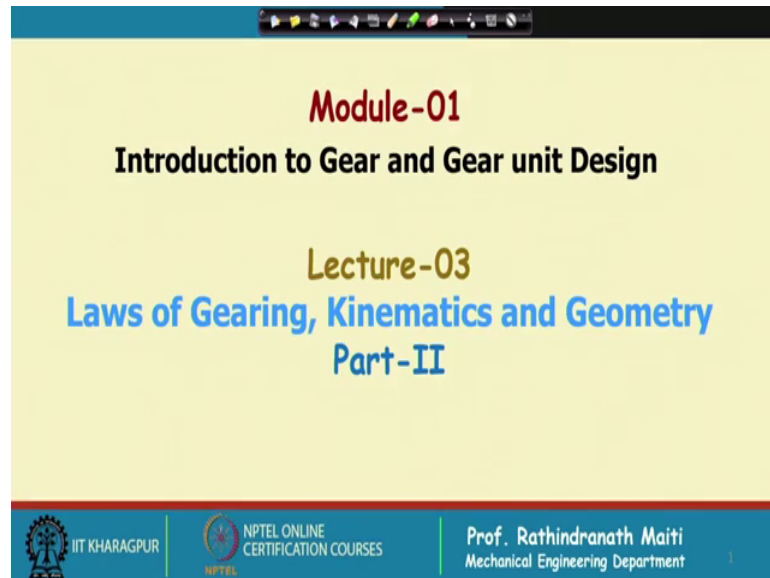 Module-01
Introduction to Gear and Gear unit Design
Lecture-03
Laws of Gearing, Kinematics and Geometry
Part-II
IIT KHARAGPUR
NPTEL
NPTEL ONLINE
CERTIFICATION COURSES
Prof. Rathindranath Maiti
Mechanical Engineering Department
1